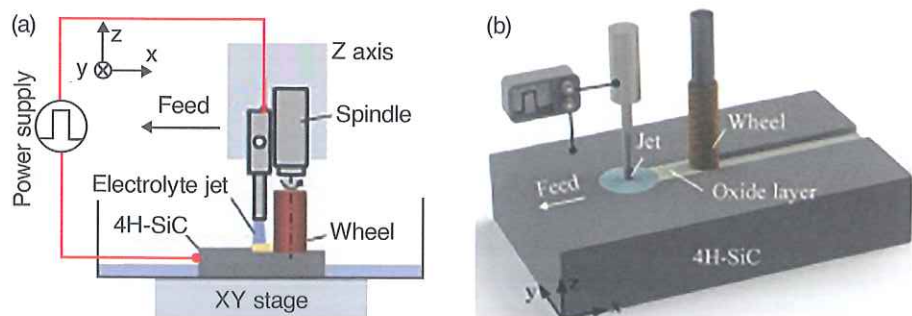 (a)
z
x
y
Z axis
Feed
Spindle
Power supply
Electrolyte jet
4H-SiC
Wheel
XY stage
(b)
Wheel
Jet
Feed
Oxide layer
4H-SiC
y
z
x